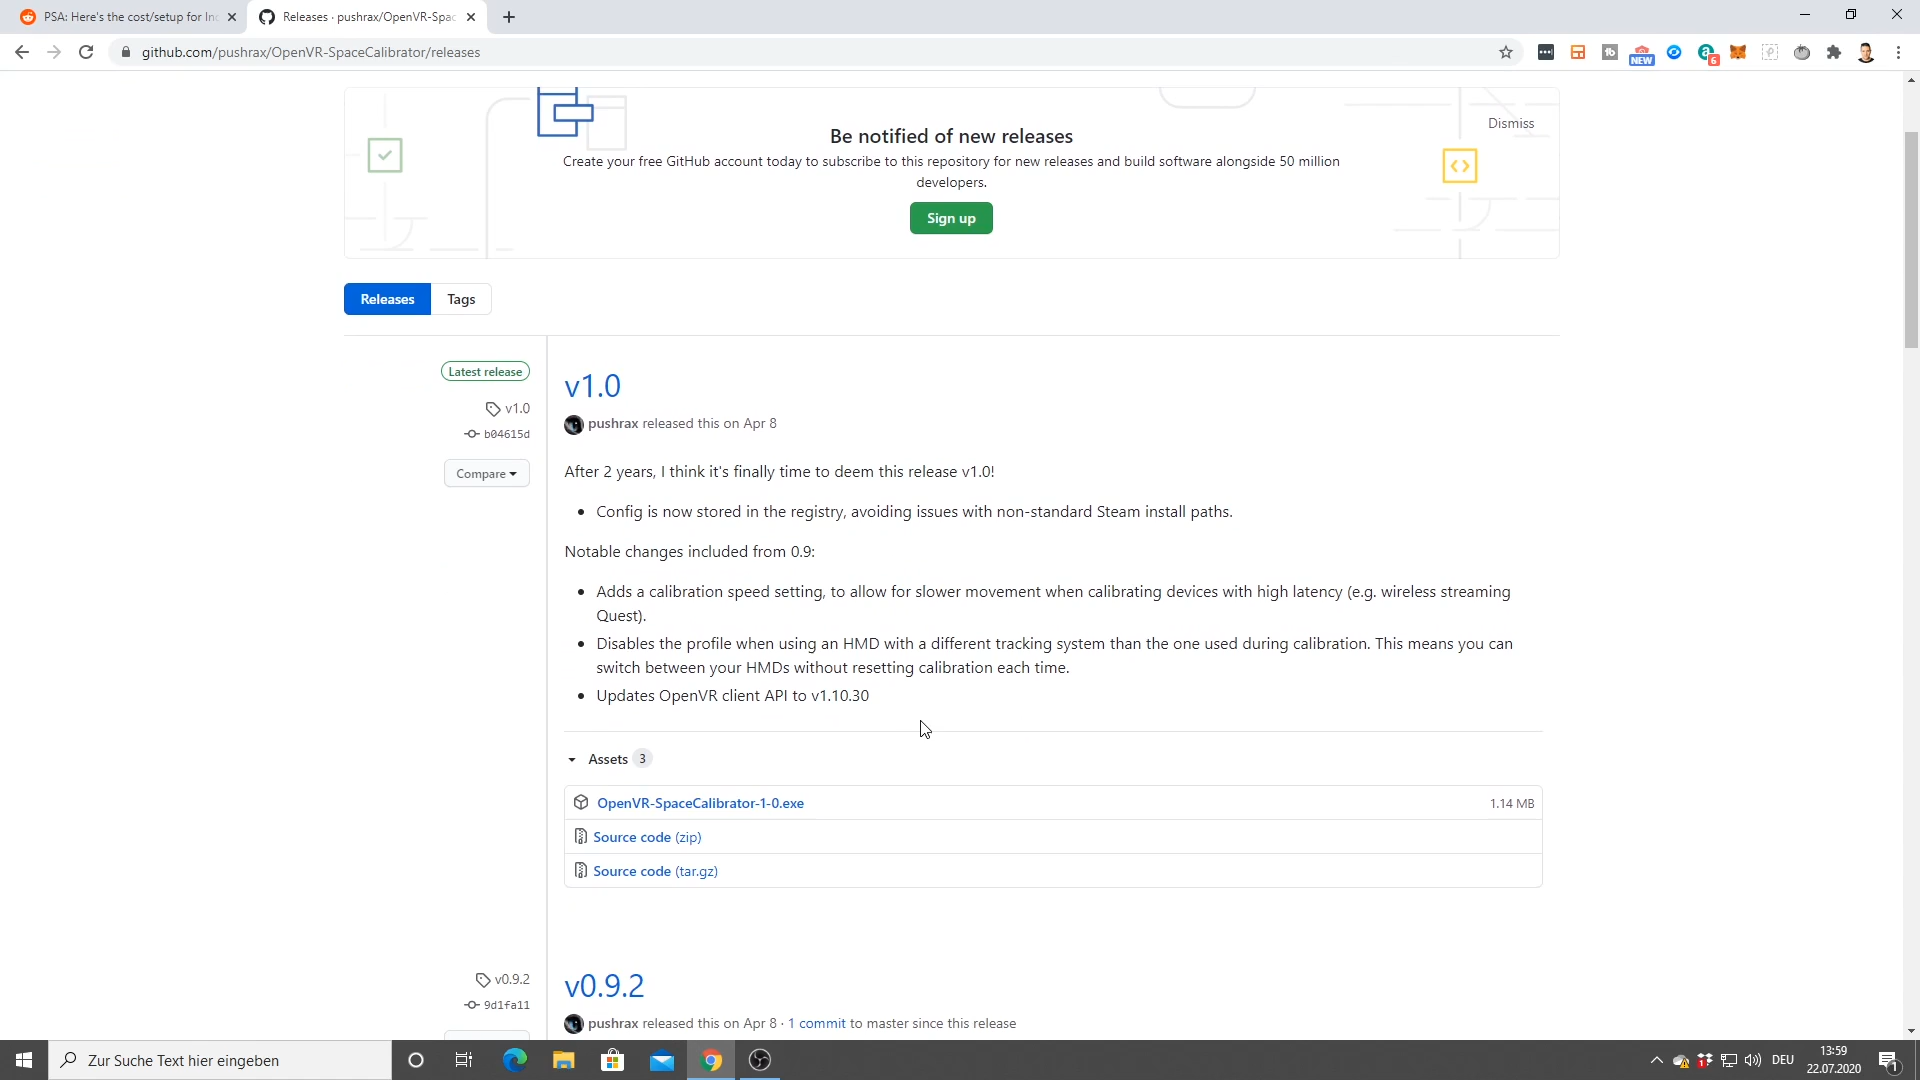 PSA: Here's the cost/setup for Inc
Releases · pushrax/OpenVR-Spac
github.com/pushrax/OpenVR-SpaceCalibrator/releases
NEW
6
Be notified of new releases
Dismiss
Create your free GitHub account today to subscribe to this repository for new releases and build software alongside 50 million
developers.
Sign up
Releases
Tags
Latest release
v1.0
b04615d
Compare
v1.0
pushrax released this on Apr 8
After 2 years, I think it's finally time to deem this release v1.0!
• Config is now stored in the registry, avoiding issues with non-standard Steam install paths.
Notable changes included from 0.9:
• Adds a calibration speed setting, to allow for slower movement when calibrating devices with high latency (e.g. wireless streaming
Quest).
• Disables the profile when using an HMD with a different tracking system than the one used during calibration. This means you can
switch between your HMDs without resetting calibration each time.
• Updates OpenVR client API to v1.10.30
Assets 3
OpenVR-SpaceCalibrator-1-0.exe
1.14 MB
Source code (zip)
Source code (tar.gz)
v0.9.2
9d1fa11
v0.9.2
pushrax released this on Apr 8 · 1 commit to master since this release
Zur Suche Text hier eingeben
DEU
13:59
22.07.2020
1